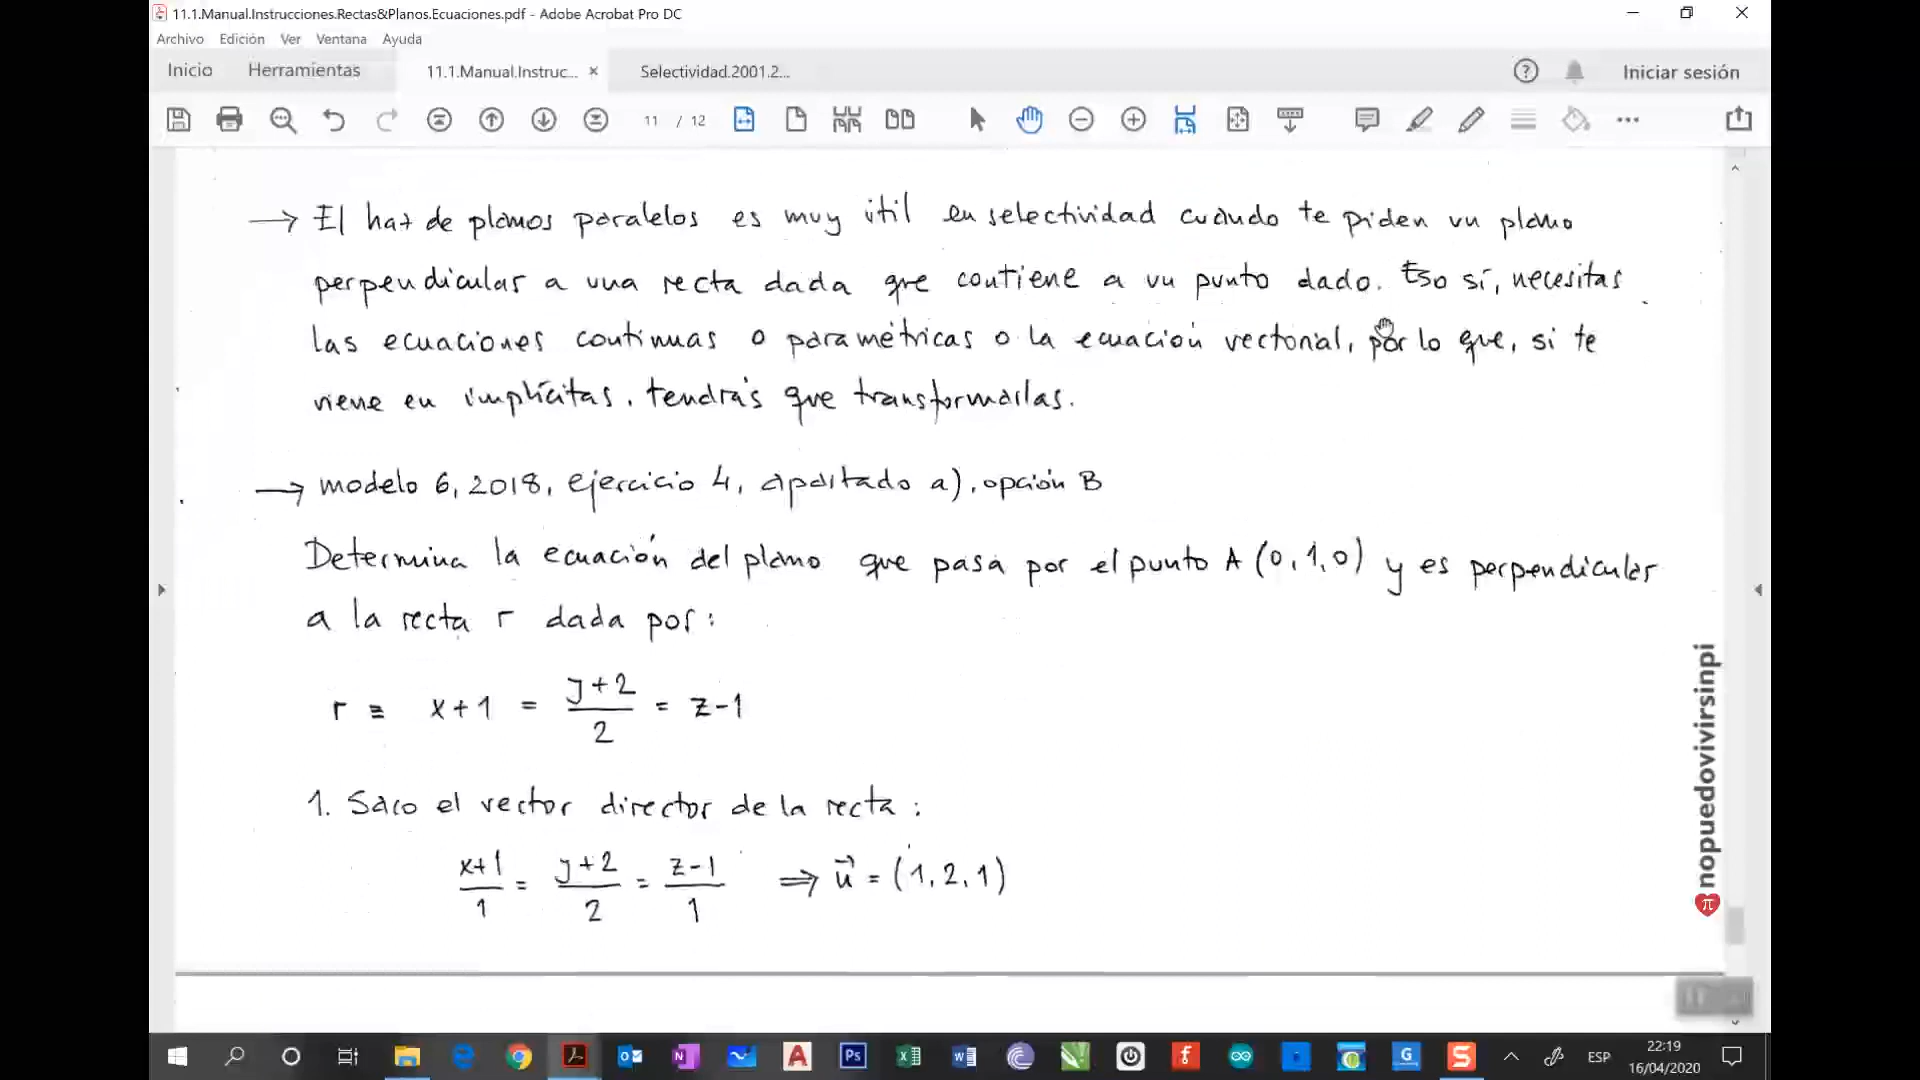 11.1.Manual.Instrucciones.Rectas&Planos.Ecuaciones.pdf - Adobe Acrobat Pro DC
Archivo Edición Ver Ventana Ayuda
Inicio Herramientas 11.1.Manual.Instruc... × Selectividad.2001.2... Iniciar sesión
11 / 12
→ El haz de planos paralelos es muy útil en selectividad cuando te piden un plano
perpendicular a una recta dada que contiene a un punto dado. Eso sí, necesitas
las ecuaciones continuas o paramétricas o la ecuación vectorial, por lo que, si te
viene en implícitas, tendrás que transformarlas.
→ modelo 6, 2018, ejercicio 4, apartado a), opción B
Determina la ecuación del plano que pasa por el punto A (0,1,0) y es perpendicular
a la recta r dada por:
r ≡ x+1 = (y+2)/2 = z-1
1. Saco el vector director de la recta:
(x+1)/1 = (y+2)/2 = (z-1)/1 ⇒ u⃗ = (1,2,1)
nopuedovivirsinpi
π
22:19
ESP
16/04/2020